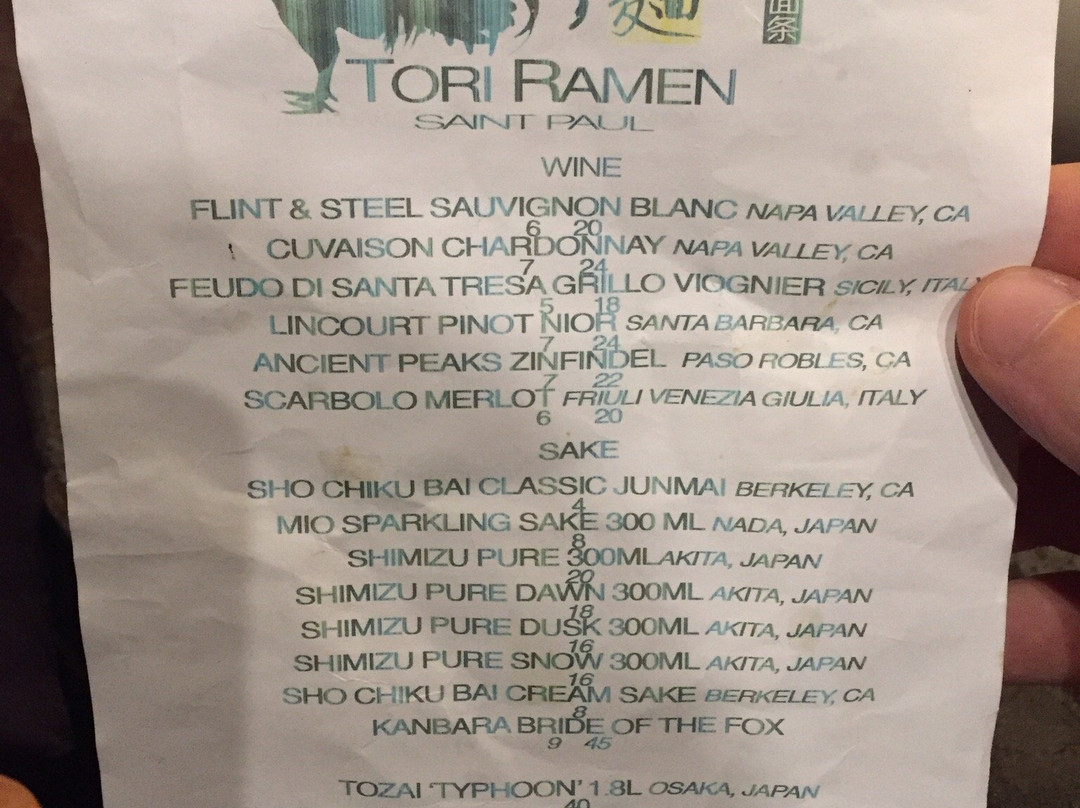 麺
面条
TORI RAMEN
SAINT PAUL
WINE
FLINT & STEEL SAUVIGNON BLANC NAPA VALLEY, CA
6 20
CUVAISON CHARDONNAY NAPA VALLEY, CA
7 24
FEUDO DI SANTA TRESA GRILLO VIOGNIER SICILY, ITALY
5 18
LINCOURT PINOT NIOR SANTA BARBARA, CA
7 24
ANCIENT PEAKS ZINFINDEL PASO ROBLES, CA
7 22
SCARBOLO MERLOT FRIULI VENEZIA GIULIA, ITALY
6 20
SAKE
SHO CHIKU BAI CLASSIC JUNMAI BERKELEY, CA
4
MIO SPARKLING SAKE 300 ML NADA, JAPAN
8
SHIMIZU PURE 300ML AKITA, JAPAN
20
SHIMIZU PURE DAWN 300ML AKITA, JAPAN
18
SHIMIZU PURE DUSK 300ML AKITA, JAPAN
16
SHIMIZU PURE SNOW 300ML AKITA, JAPAN
16
SHO CHIKU BAI CREAM SAKE BERKELEY, CA
8
KANBARA BRIDE OF THE FOX
9 45
TOZAI 'TYPHOON' 1.8L OSAKA, JAPAN
40